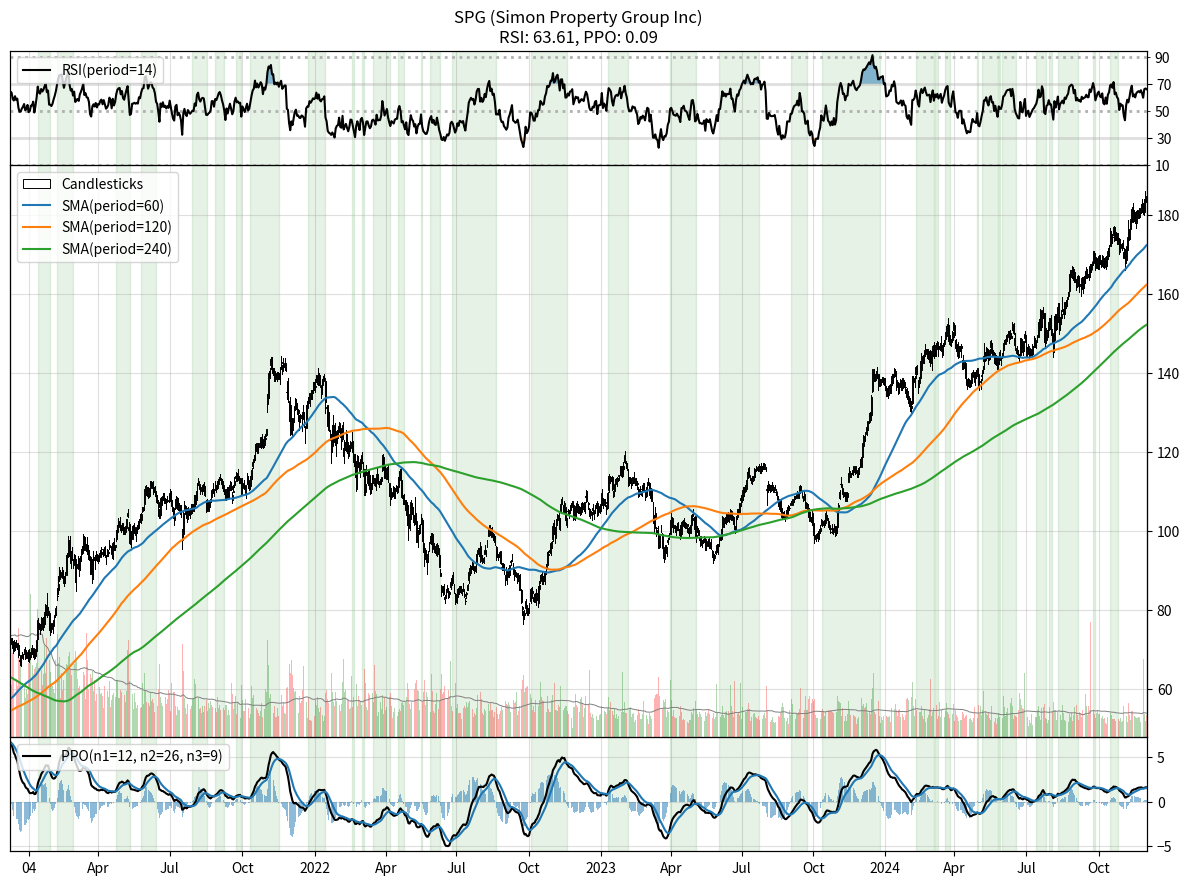 SPG (Simon Property Group Inc)
RSI: 63.61, PPO: 0.09
RSI(period=14)
90
70
50
30
10
Candlesticks
SMA(period=60)
SMA(period=120)
SMA(period=240)
180
160
140
120
100
80
60
PPO(n1=12, n2=26, n3=9)
5
0
−5
04 Apr Jul Oct 2022 Apr Jul Oct 2023 Apr Jul Oct 2024 Apr Jul Oct